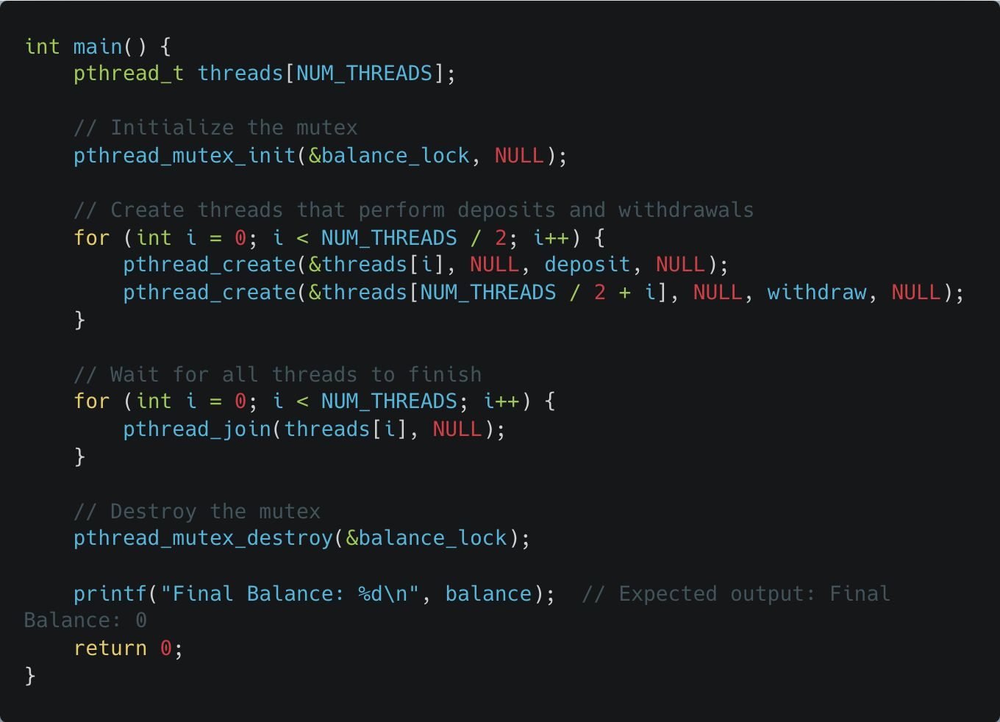 int main() {
    pthread_t threads[NUM_THREADS];

    // Initialize the mutex
    pthread_mutex_init(&balance_lock, NULL);

    // Create threads that perform deposits and withdrawals
    for (int i = 0; i < NUM_THREADS / 2; i++) {
        pthread_create(&threads[i], NULL, deposit, NULL);
        pthread_create(&threads[NUM_THREADS / 2 + i], NULL, withdraw, NULL);
    }

    // Wait for all threads to finish
    for (int i = 0; i < NUM_THREADS; i++) {
        pthread_join(threads[i], NULL);
    }

    // Destroy the mutex
    pthread_mutex_destroy(&balance_lock);

    printf("Final Balance: %d\n", balance);  // Expected output: Final
Balance: 0
    return 0;
}